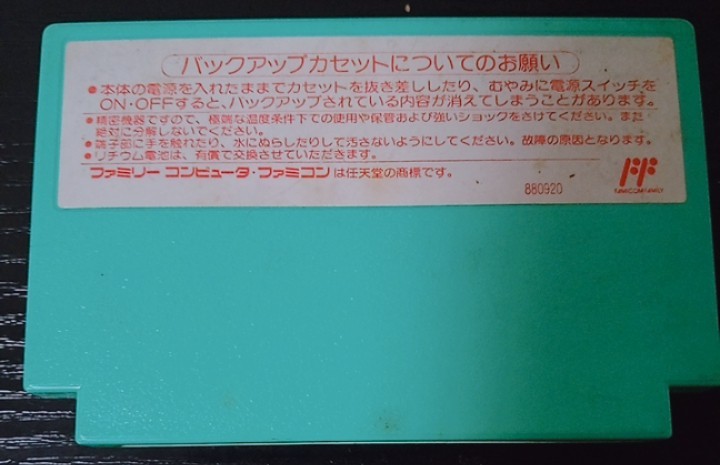 バックアップカセットについてのお願い
●本体の電源を入れたままでカセットを抜き差ししたり、むやみに電源スイッチを
ON・OFFすると、バックアップされている内容が消えてしまうことがあります。
●精密機器ですので、極端な温度条件下での使用や保管および強いショックをさけてください。また
絶対に分解しないでください。
●端子部に手を触れたり、水にぬらしたりして汚さないようにしてください。故障の原因となります。
●リチウム電池は、有償で交換させていただきます。
ファミリーコンピュータ・ファミコンは任天堂の商標です。
880920
FAMICOM FAMILY